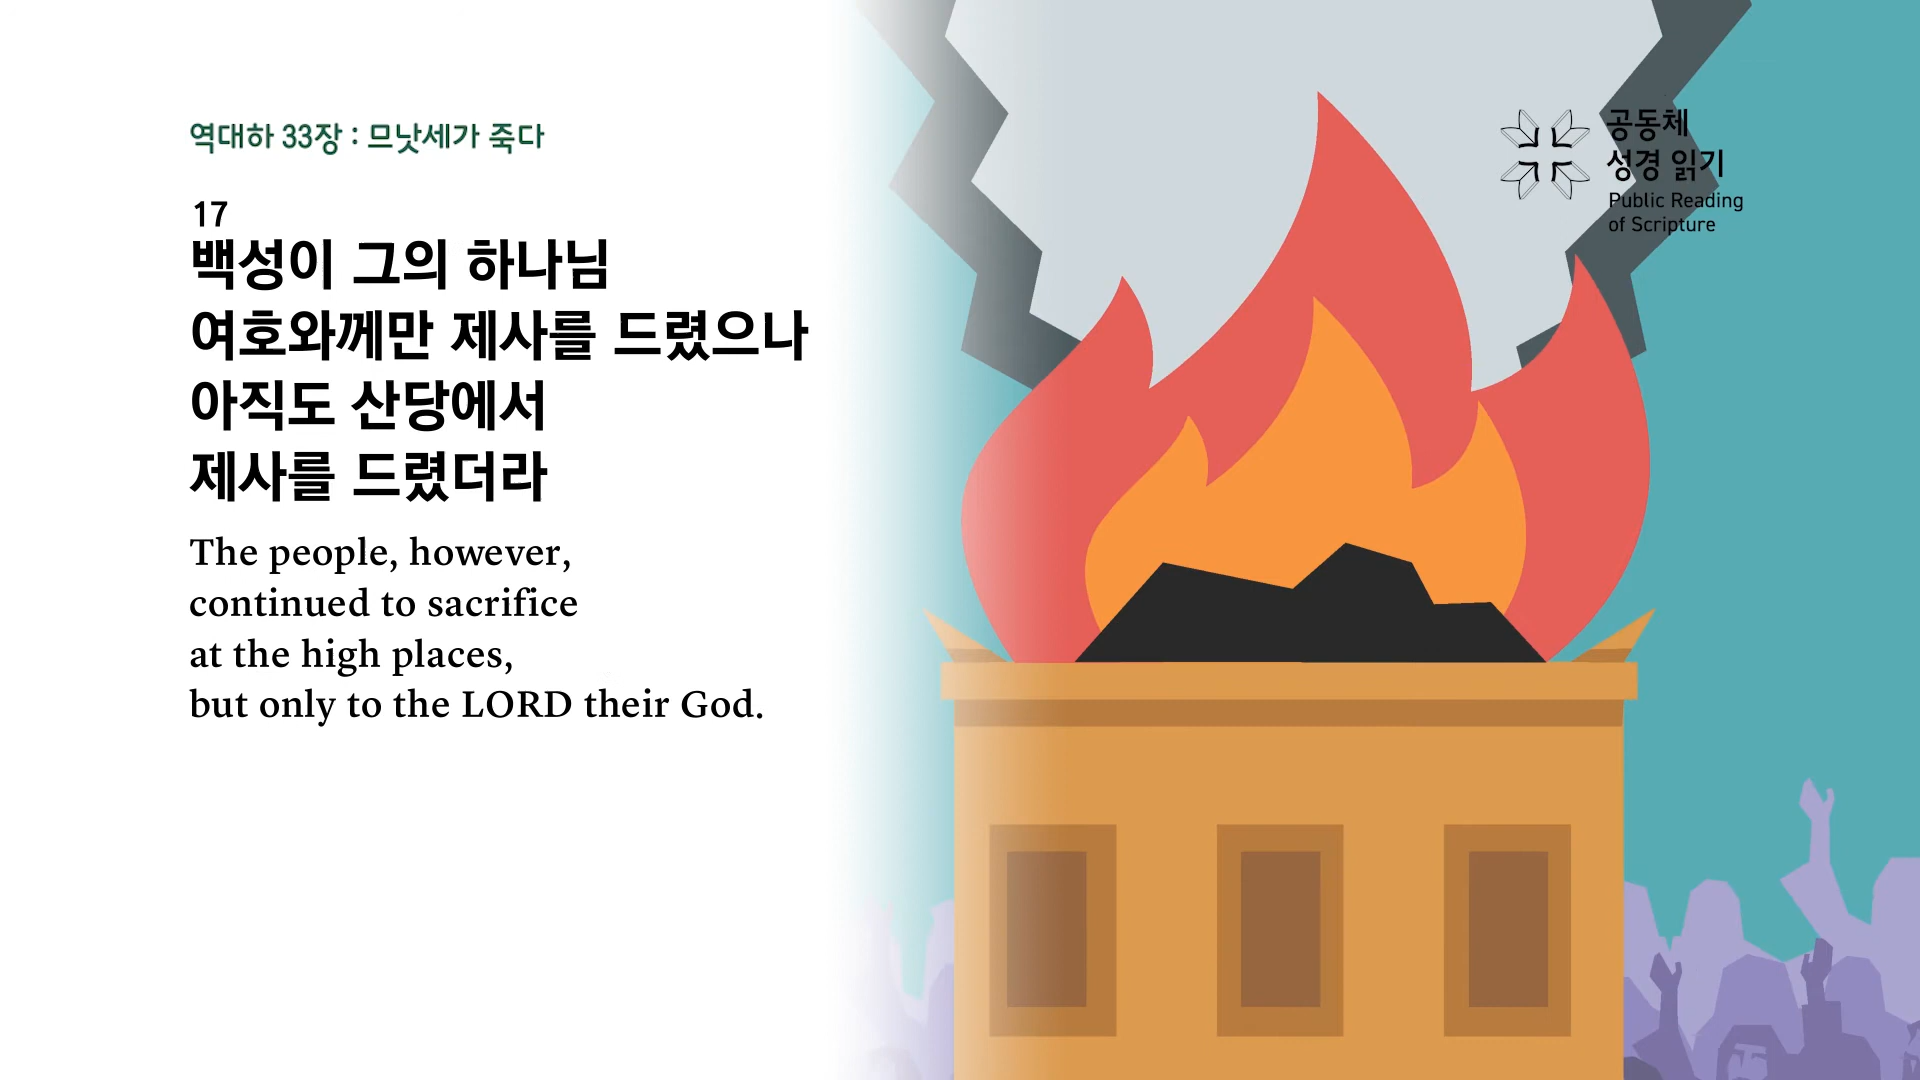 역대하 33장 : 므낫세가 죽다
17
백성이 그의 하나님
여호와께만 제사를 드렸으나
아직도 산당에서
제사를 드렸더라
The people, however,
continued to sacrifice
at the high places,
but only to the LORD their God.
공동체
성경 읽기
Public Reading
of Scripture